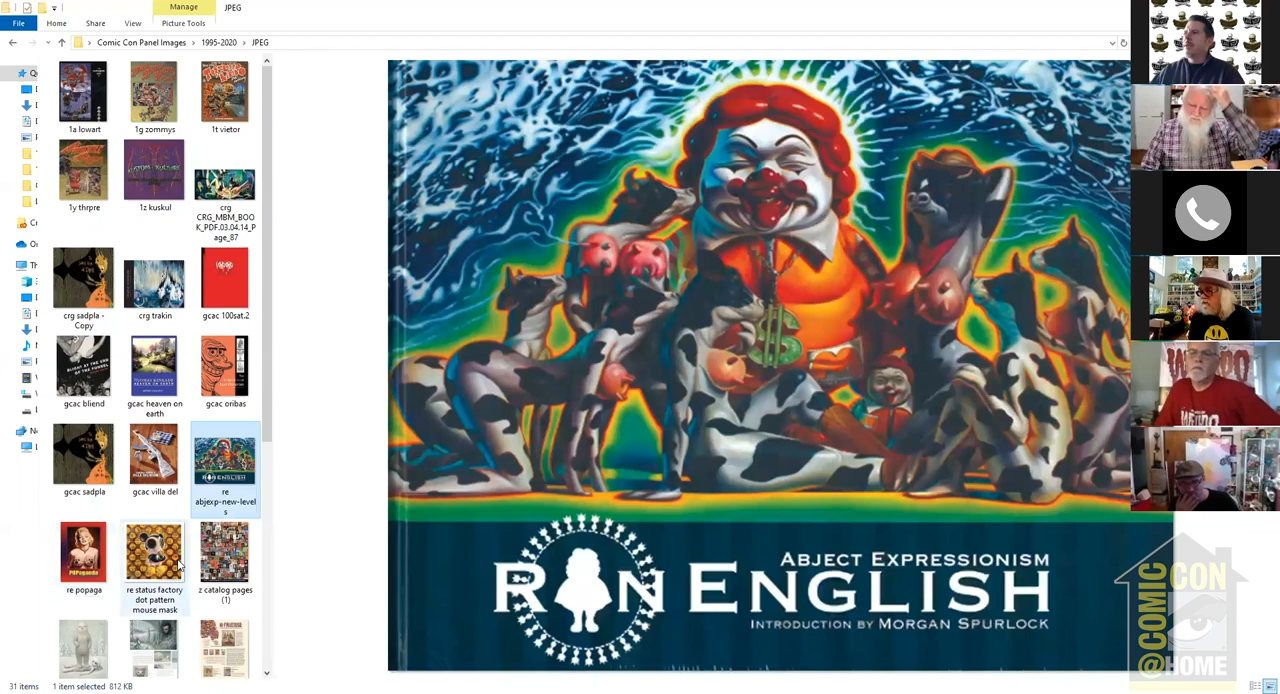 Manage
JPEG
File
Home
Share
View
Picture Tools
Comic Con Panel Images
1995-2020
JPEG
1a lowart
1g zommys
1t vietor
1y thrpre
1z kuskul
crg
CRG_MBM_BOO
K_PDF.03.04.14_P
age_87
crg sadpla -
Copy
crg trakin
gcac 100sat.2
gcac bliend
gcac heaven on
earth
gcac oribas
gcac sadpla
gcac villa del
re
abjexp-new-level
s
re popaga
re status factory
dot pattern
mouse mask
z catalog pages
(1)
31 items
1 item selected 812 KB
ABJECT EXPRESSIONISM
RON ENGLISH
INTRODUCTION BY MORGAN SPURLOCK
COMIC
CON
@HOME